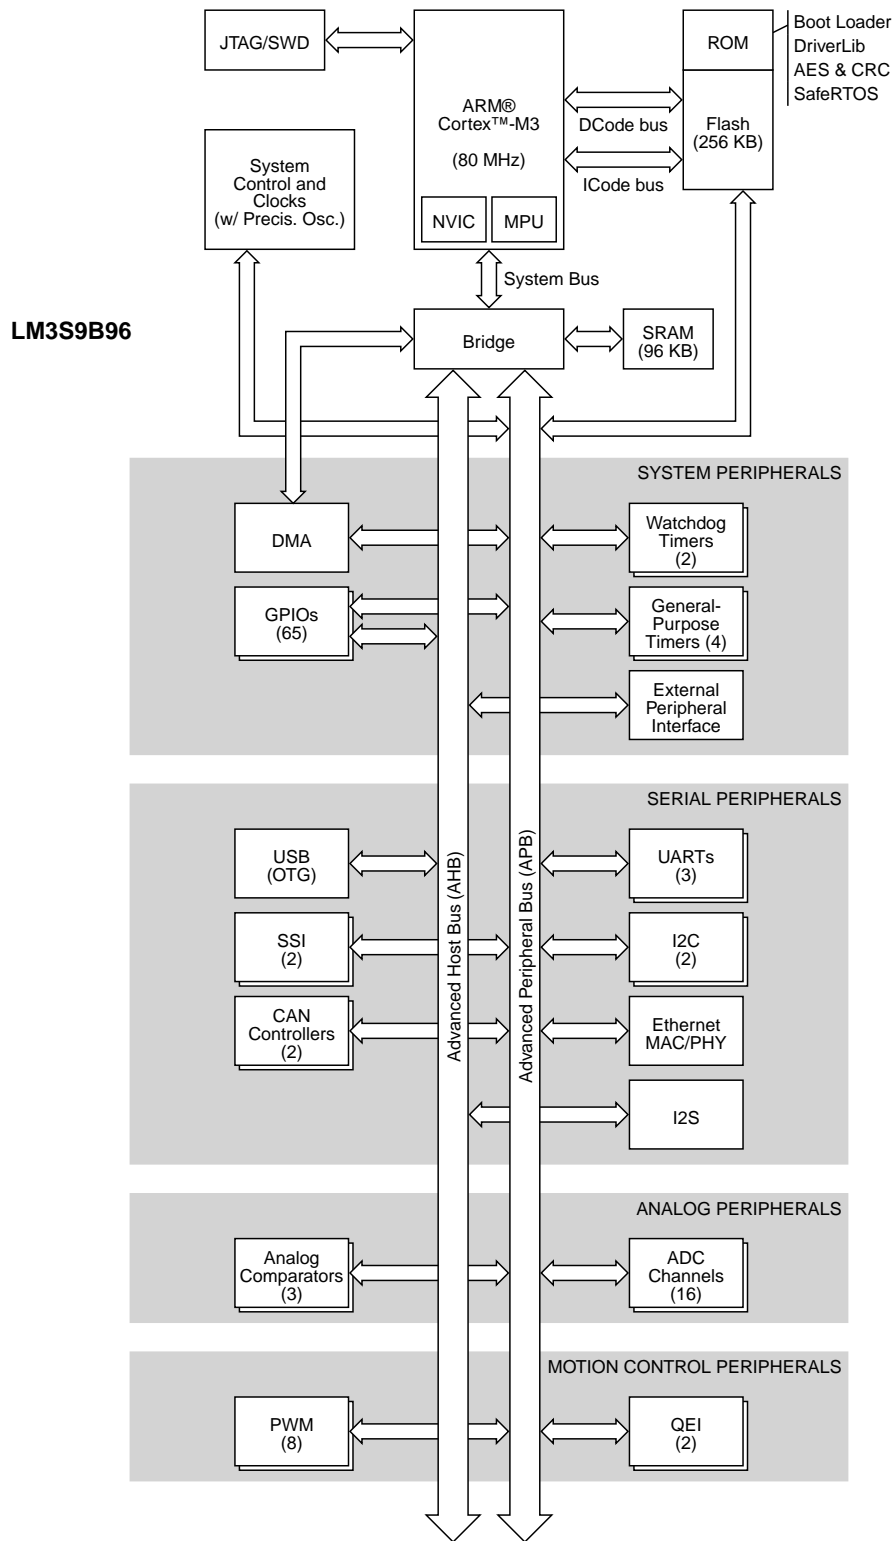 JTAG/SWD
ARM®
Cortex™-M3
(80 MHz)
NVIC
MPU
ROM
Boot Loader
DriverLib
AES & CRC
SafeRTOS
Flash
(256 KB)
DCode bus
ICode bus
System
Control and
Clocks
(w/ Precis. Osc.)
System Bus
LM3S9B96
Bridge
SRAM
(96 KB)
SYSTEM PERIPHERALS
DMA
Watchdog
Timers
(2)
GPIOs
(65)
General-
Purpose
Timers (4)
External
Peripheral
Interface
Advanced Host Bus (AHB)
Advanced Peripheral Bus (APB)
SERIAL PERIPHERALS
USB
(OTG)
UARTs
(3)
SSI
(2)
I2C
(2)
CAN
Controllers
(2)
Ethernet
MAC/PHY
I2S
ANALOG PERIPHERALS
Analog
Comparators
(3)
ADC
Channels
(16)
MOTION CONTROL PERIPHERALS
PWM
(8)
QEI
(2)